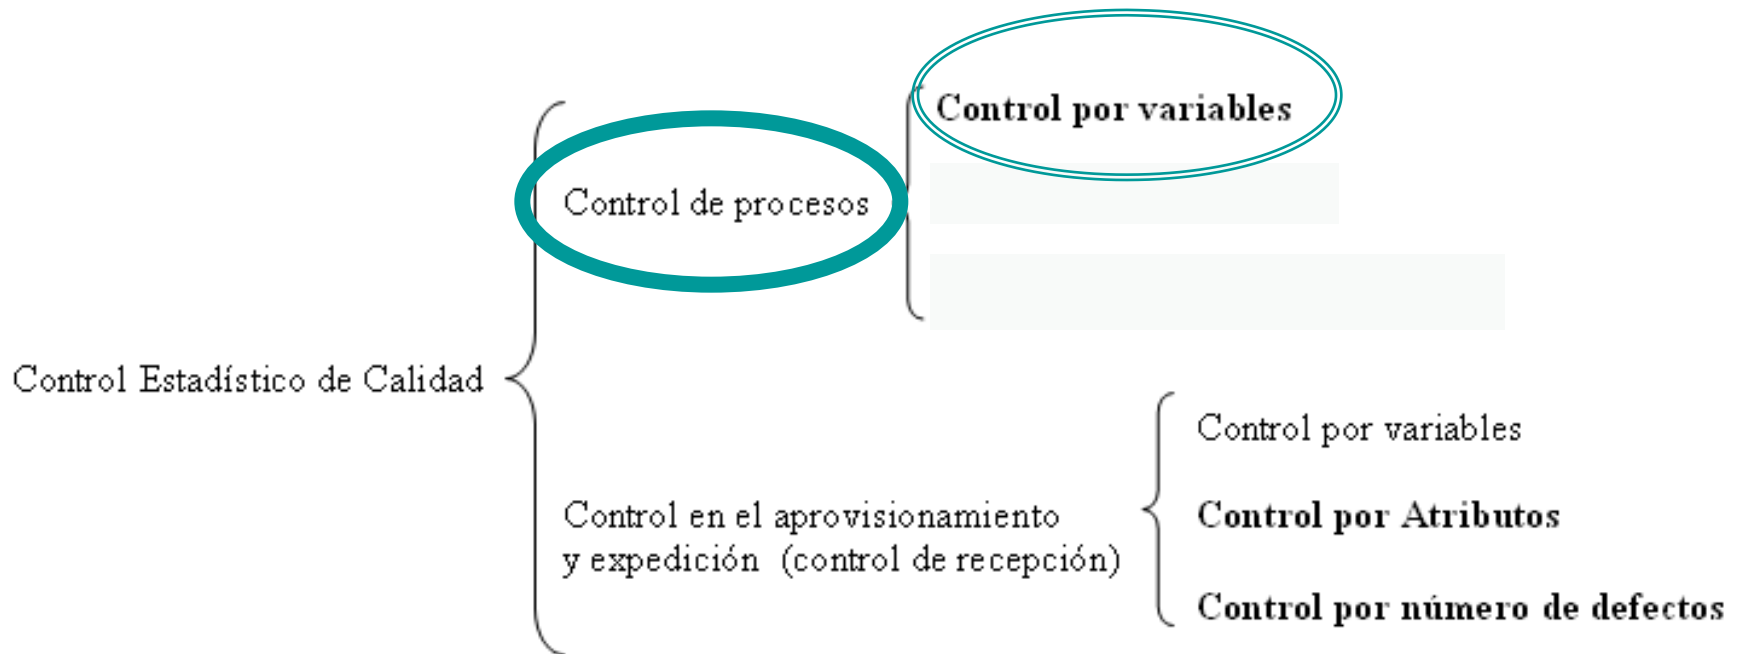 Control por variables
Control de procesos
Control Estadístico de Calidad
Control por variables
Control en el aprovisionamiento
y expedición (control de recepción)
Control por Atributos
Control por número de defectos